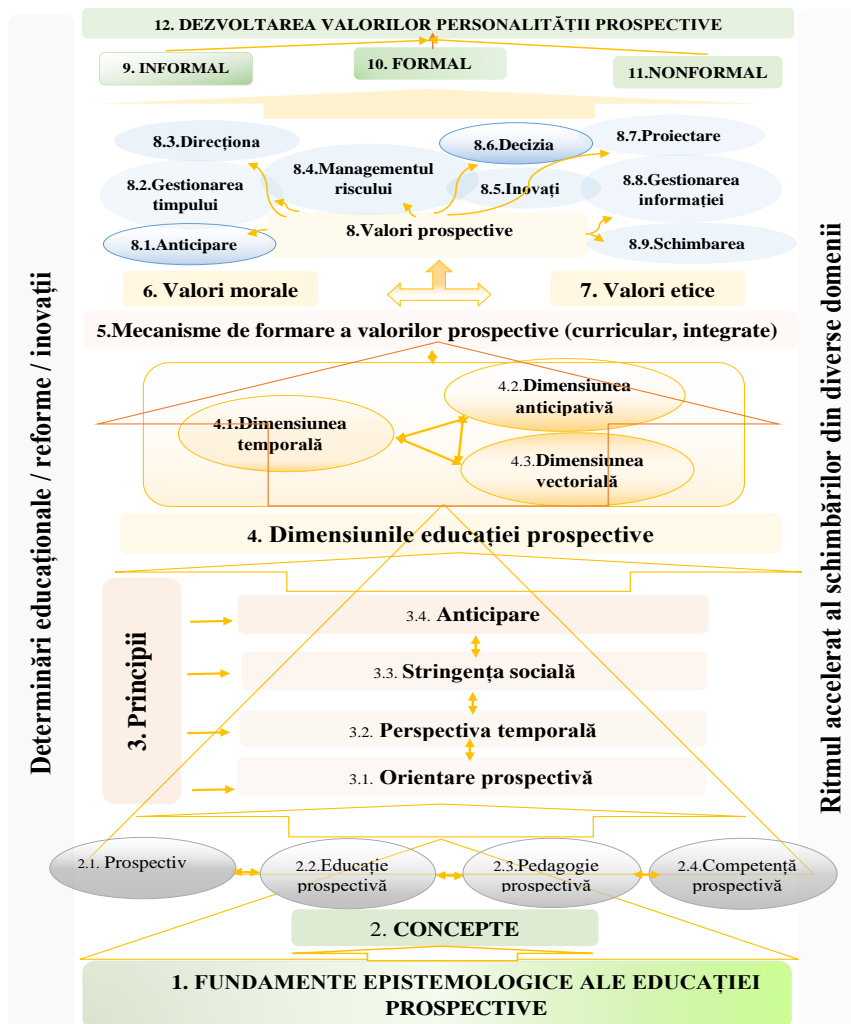 12. DEZVOLTAREA VALORILOR PERSONALITĂȚII PROSPECTIVE
9. INFORMAL
10. FORMAL
11.NONFORMAL
8.3.Direcționa
8.6.Decizia
8.7.Proiectare
8.4.Managementul
riscului
8.2.Gestionarea
timpului
8.5.Inovați
8.8.Gestionarea
informației
8.Valori prospective
8.1.Anticipare
8.9.Schimbarea
6. Valori morale
7. Valori etice
5.Mecanisme de formare a valorilor prospective (curricular, integrate)
4.2.Dimensiunea
anticipativă
4.1.Dimensiunea
temporală
4.3.Dimensiunea
vectorială
4. Dimensiunile educației prospective
3. Principii
3.4. Anticipare
3.3. Stringența socială
3.2. Perspectiva temporală
3.1. Orientare prospectivă
2.1. Prospectiv
2.2.Educație
prospectivă
2.3.Pedagogie
prospectivă
2.4.Competență
prospectivă
2. CONCEPTE
1. FUNDAMENTE EPISTEMOLOGICE ALE EDUCAȚIEI
PROSPECTIVE
Determinări educaționale / reforme / inovații
Ritmul accelerat al schimbărilor din diverse domenii